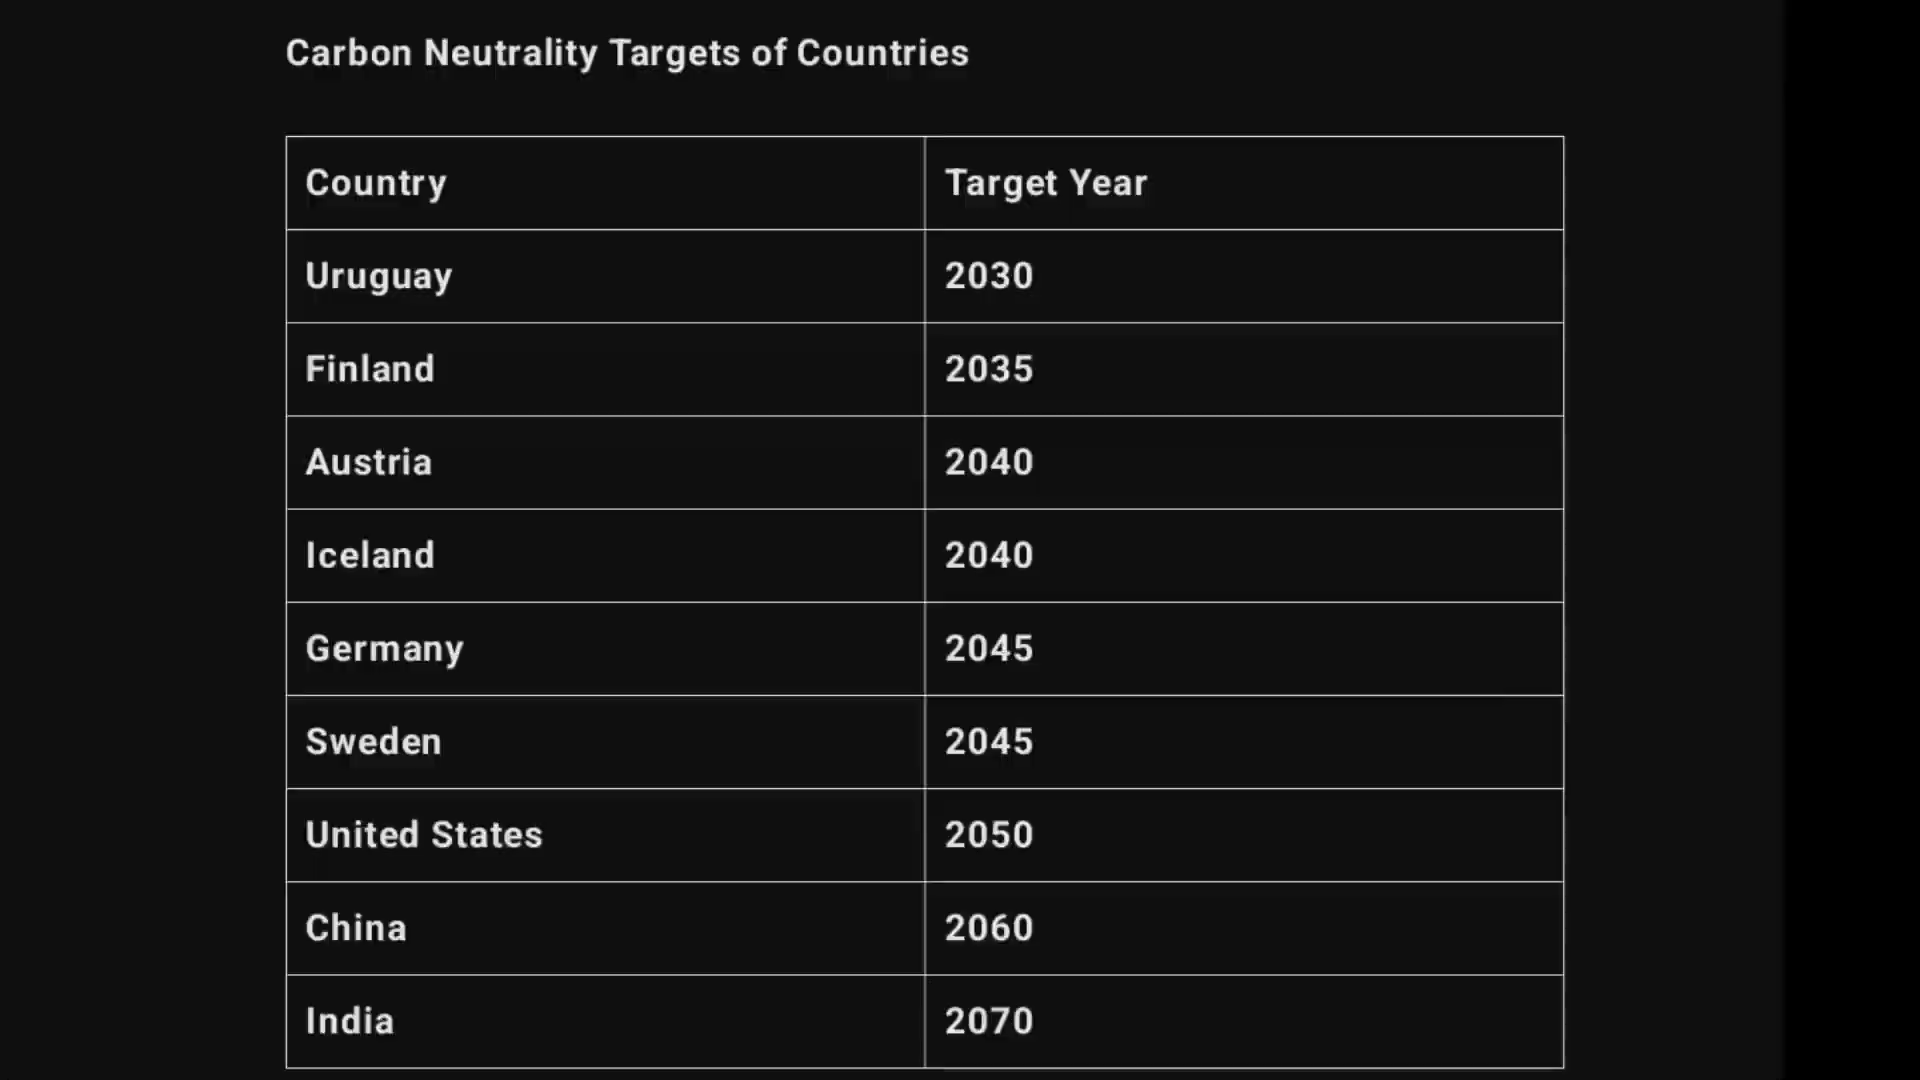 Carbon Neutrality Targets of Countries
Country Target Year
Uruguay 2030
Finland 2035
Austria 2040
Iceland 2040
Germany 2045
Sweden 2045
United States 2050
China 2060
India 2070